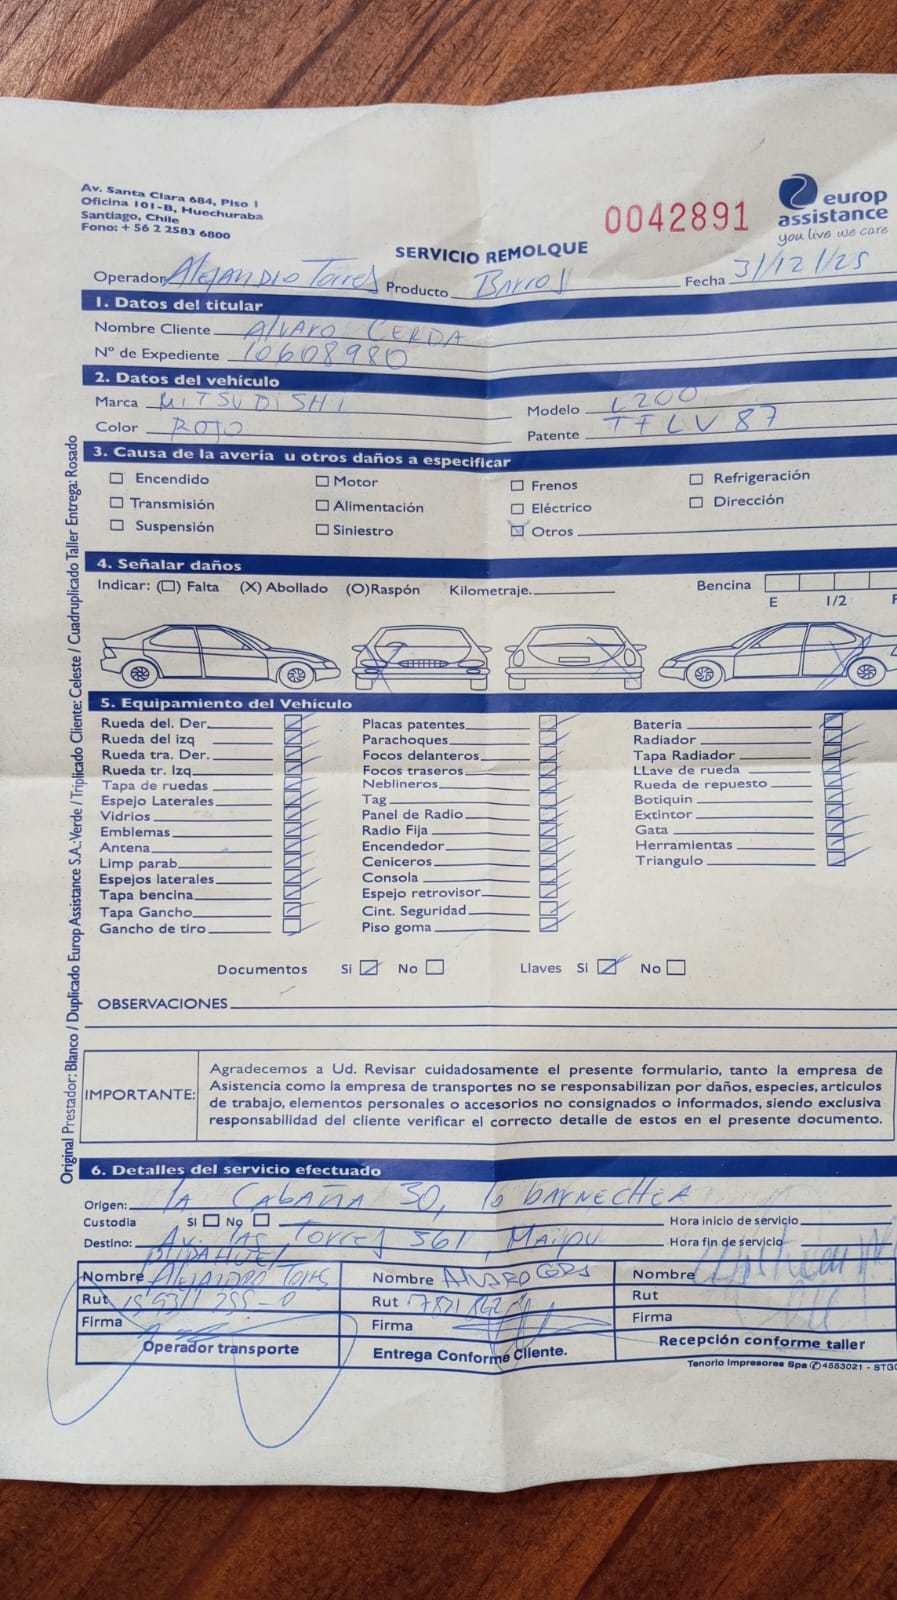 Av. Santa Clara 684, Piso 1
Oficina 101-B, Huechuraba
Santiago, Chile
Fono: + 56 2 2583 6800
0042891
europ
assistance
you live we care
SERVICIO REMOLQUE
Operador Alejandro Torres Producto Barros Fecha 31/12/25
1. Datos del titular
Nombre Cliente Alvaro Cerda
Nº de Expediente 10608980
2. Datos del vehículo
Marca MITSUDISHI Modelo L200
Color ROJO Patente TFLV87
3. Causa de la avería u otros daños a especificar
Encendido Motor Frenos Refrigeración
Transmisión Alimentación Eléctrico Dirección
Suspensión Siniestro Otros
4. Señalar daños
Indicar: ( ) Falta (X) Abollado (O)Raspón Kilometraje. Bencina
E 1/2 F
5. Equipamiento del Vehículo
Rueda del. Der. Placas patentes Bateria
Rueda del izq Parachoques Radiador
Rueda tra. Der. Focos delanteros Tapa Radiador
Rueda tr. Izq Focos traseros LLave de rueda
Tapa de ruedas Neblineros Rueda de repuesto
Espejo Laterales Tag Botiquin
Vidrios Panel de Radio Extintor
Emblemas Radio Fija Gata
Antena Encendedor Herramientas
Limp parab Ceniceros Triangulo
Espejos laterales Consola
Tapa bencina Espejo retrovisor
Tapa Gancho Cint. Seguridad
Gancho de tiro Piso goma
Documentos Si No Llaves Si No
OBSERVACIONES
IMPORTANTE:
Agradecemos a Ud. Revisar cuidadosamente el presente formulario, tanto la empresa de
Asistencia como la empresa de transportes no se responsabilizan por daños, especies, articulos
de trabajo, elementos personales o accesorios no consignados o informados, siendo exclusiva
responsabilidad del cliente verificar el correcto detalle de estos en el presente documento.
6. Detalles del servicio efectuado
Origen: la Cabaña 30, lo barnechea
Custodia SI No Hora inicio de servicio
Destino: Av. las Torres 561, Maipu Hora fin de servicio
Nombre Alejandro Torres Nombre Alvaro Nombre
Rut Rut Rut
Firma Firma Firma
Operador transporte Entrega Conforme Cliente. Recepción conforme taller
Tenorio Impresores Spa ✆4553021 - STGO
Original Prestador: Blanco / Duplicado Europ Assistance S.A.:Verde /Triplicado Cliente: Celeste / Cuadruplicado Taller Entrega: Rosado